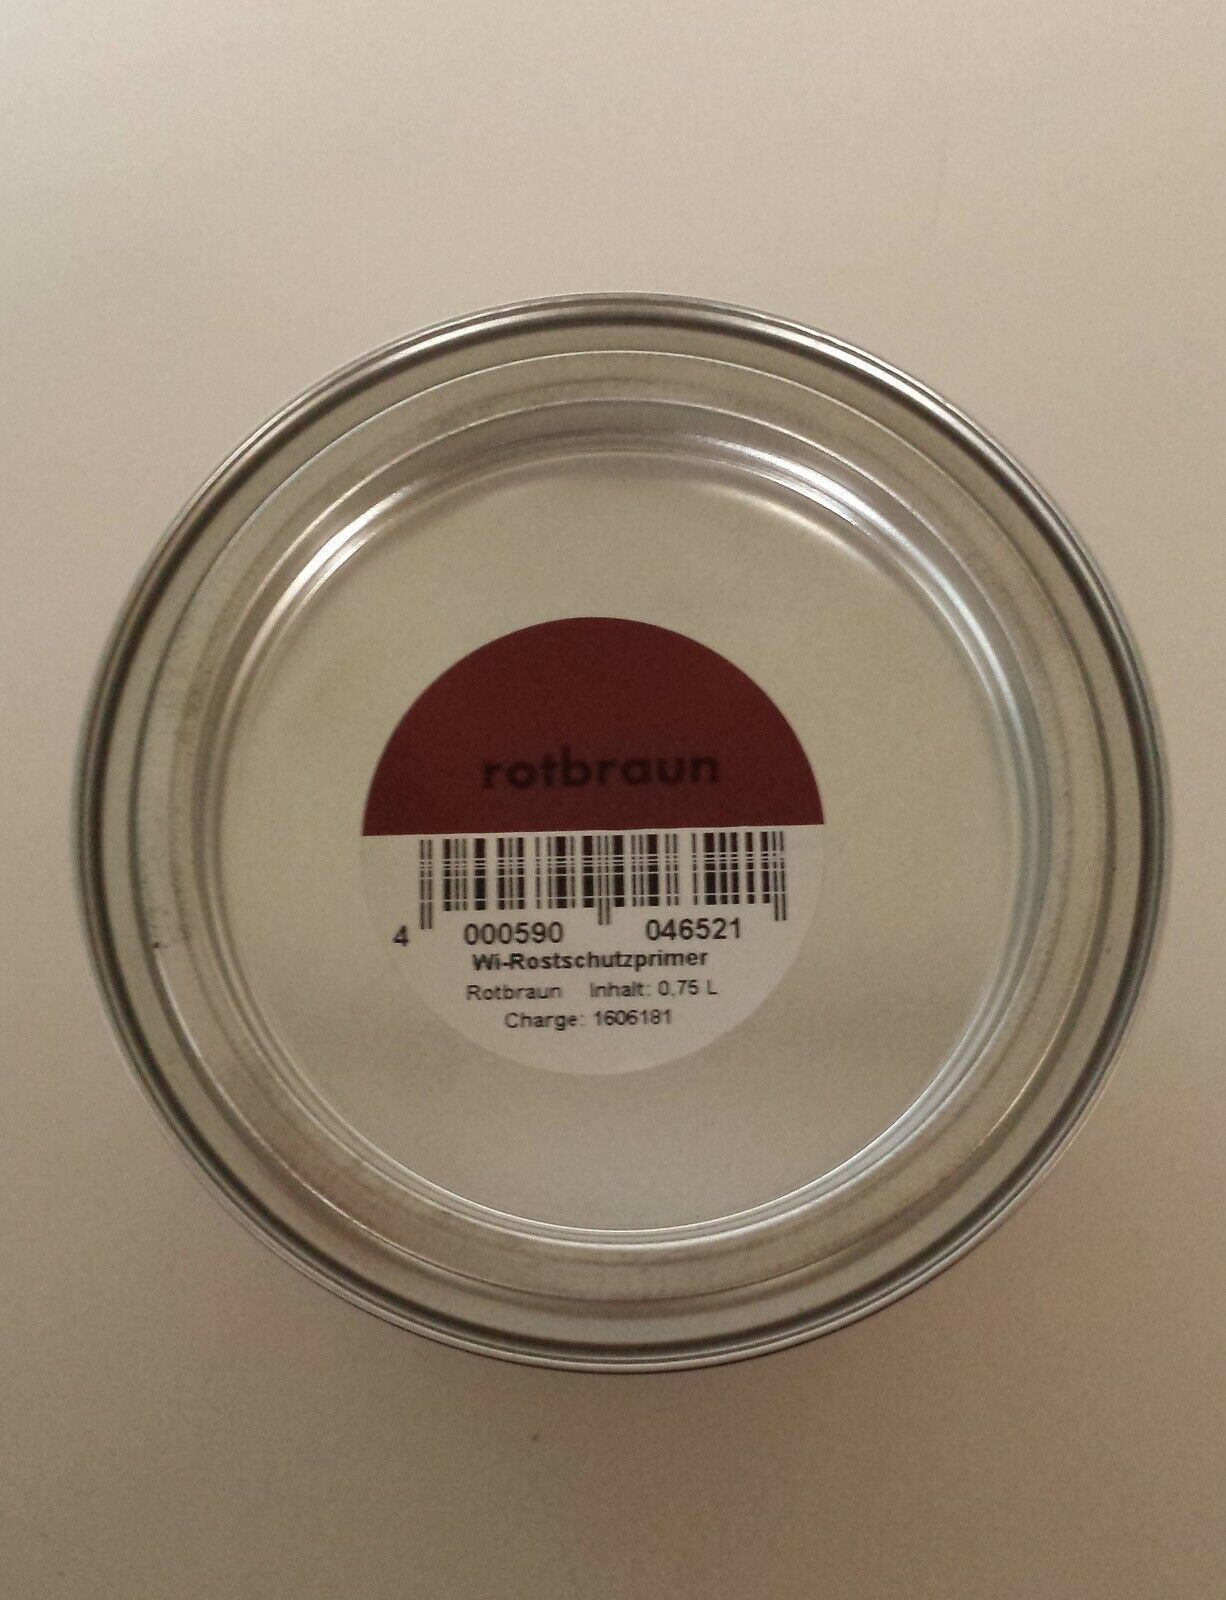 rotbraun
4 000590 046521
Wi-Rostschutzprimer
Rotbraun Inhalt: 0,75 L
Charge: 1606181